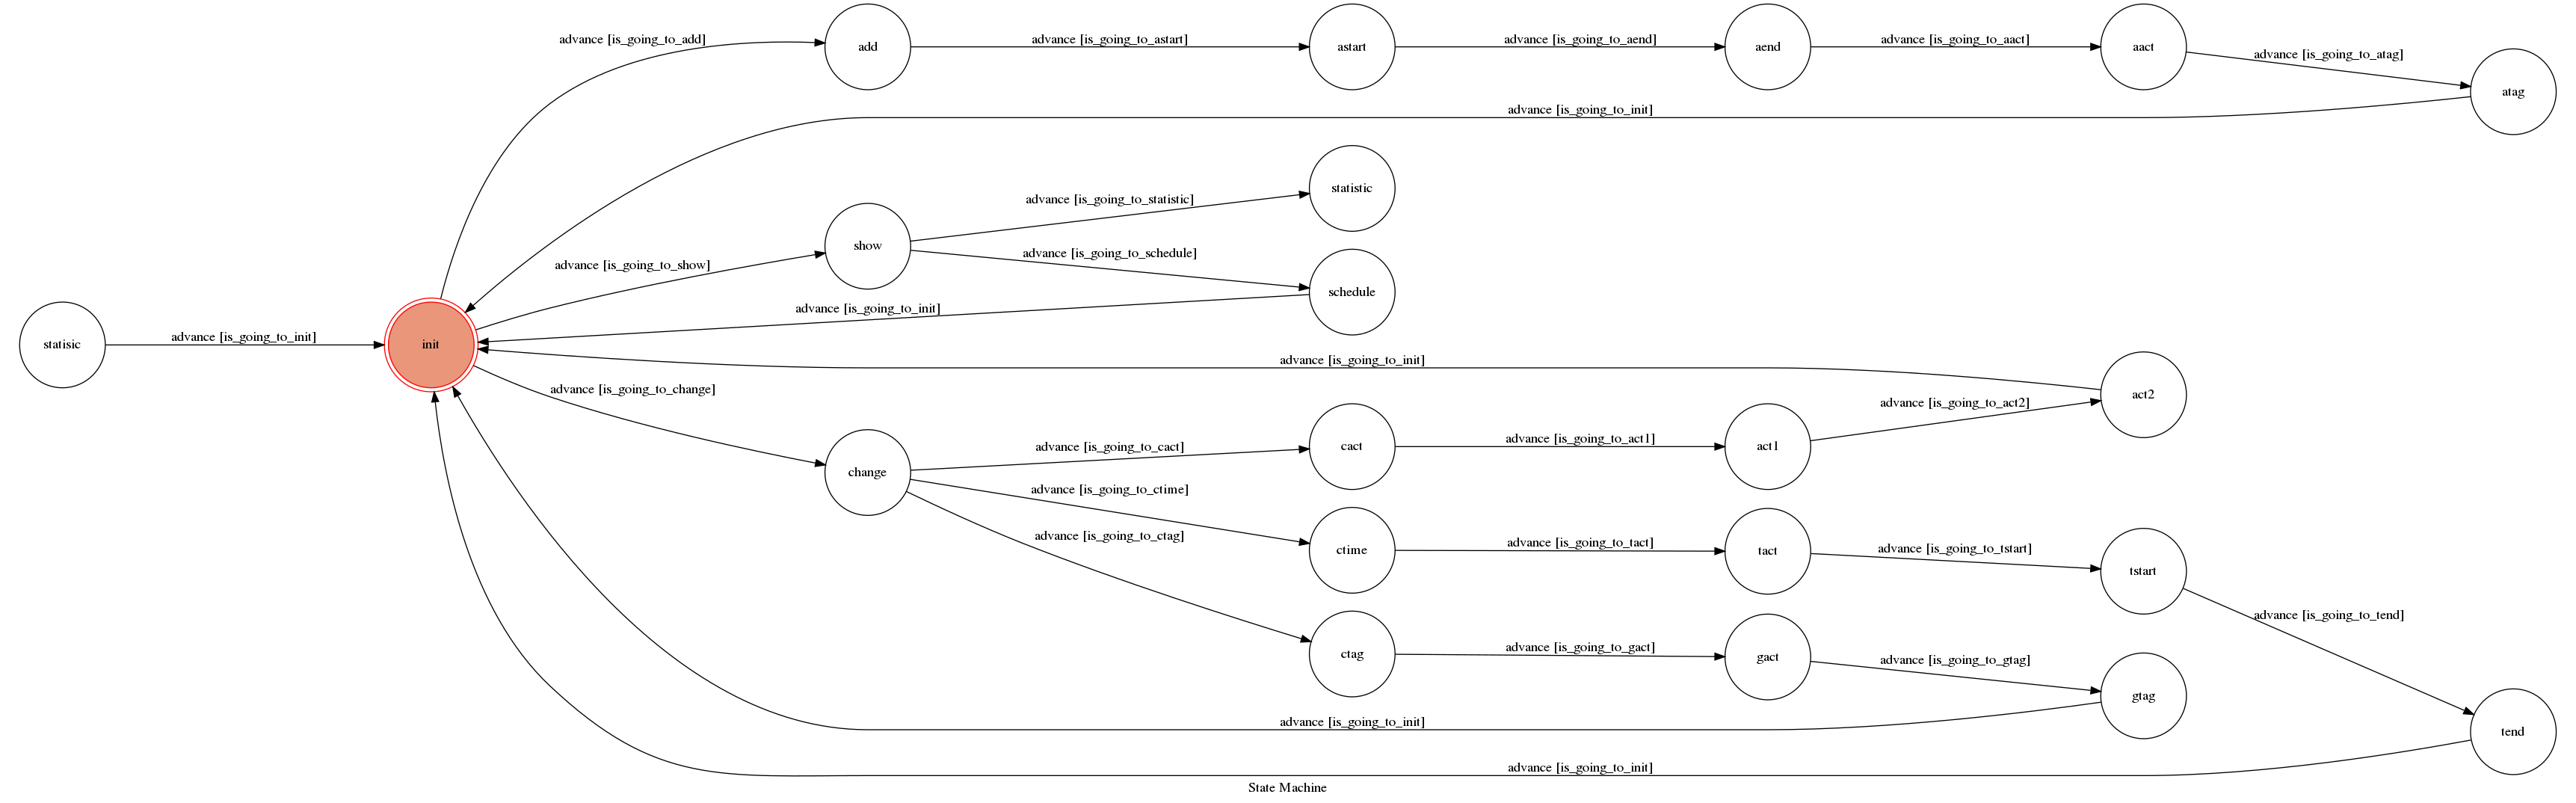 advance [is_going_to_add]
add
advance [is_going_to_astart]
astart
advance [is_going_to_aend]
aend
advance [is_going_to_aact]
aact
advance [is_going_to_atag]
atag
advance [is_going_to_init]
statistic
advance [is_going_to_statistic]
show
advance [is_going_to_show]
advance [is_going_to_schedule]
schedule
advance [is_going_to_init]
statisic
advance [is_going_to_init]
init
advance [is_going_to_init]
act2
advance [is_going_to_change]
change
advance [is_going_to_cact]
cact
advance [is_going_to_act1]
act1
advance [is_going_to_act2]
advance [is_going_to_ctime]
ctime
advance [is_going_to_tact]
tact
advance [is_going_to_tstart]
tstart
advance [is_going_to_ctag]
ctag
advance [is_going_to_gact]
gact
advance [is_going_to_gtag]
gtag
advance [is_going_to_tend]
tend
advance [is_going_to_init]
advance [is_going_to_init]
State Machine